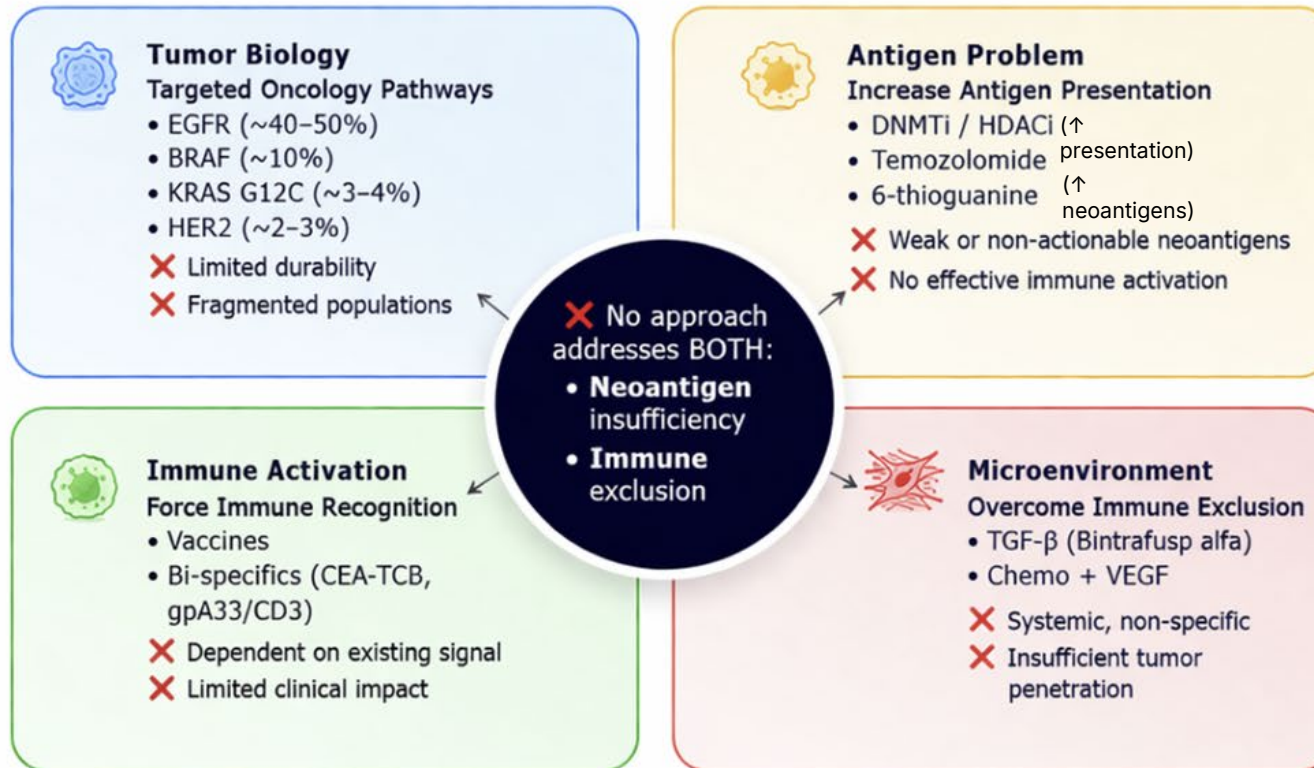 Tumor Biology
Targeted Oncology Pathways
• EGFR (~40–50%)
• BRAF (~10%)
• KRAS G12C (~3–4%)
• HER2 (~2–3%)
❌ Limited durability
❌ Fragmented populations
Antigen Problem
Increase Antigen Presentation
• DNMTi / HDACi (↑
presentation)
• Temozolomide
• 6-thioguanine (↑
neoantigens)
❌ Weak or non-actionable neoantigens
❌ No effective immune activation
❌ No approach
addresses BOTH:
• Neoantigen
insufficiency
• Immune
exclusion
Immune Activation
Force Immune Recognition
• Vaccines
• Bi-specifics (CEA-TCB,
gpA33/CD3)
❌ Dependent on existing signal
❌ Limited clinical impact
Microenvironment
Overcome Immune Exclusion
• TGF-β (Bintrafusp alfa)
• Chemo + VEGF
❌ Systemic, non-specific
❌ Insufficient tumor
penetration